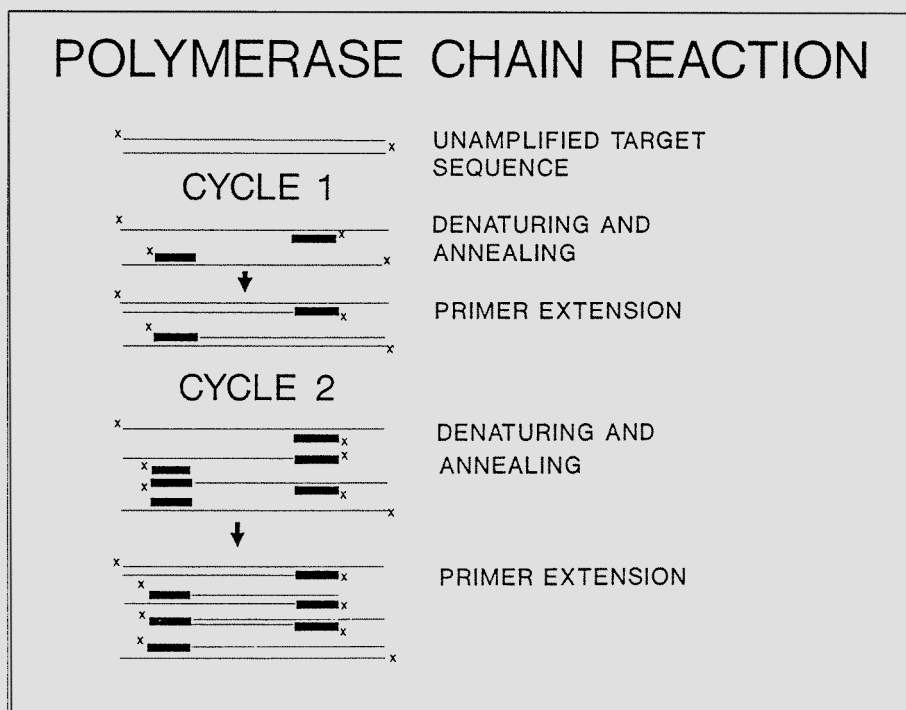 POLYMERASE CHAIN REACTION
x
x
UNAMPLIFIED TARGET
SEQUENCE
CYCLE 1
x
x
x
x
DENATURING AND
ANNEALING
x
x
x
x
PRIMER EXTENSION
CYCLE 2
x
x
x
x
x
x
x
DENATURING AND
ANNEALING
x
x
x
x
x
x
x
x
PRIMER EXTENSION